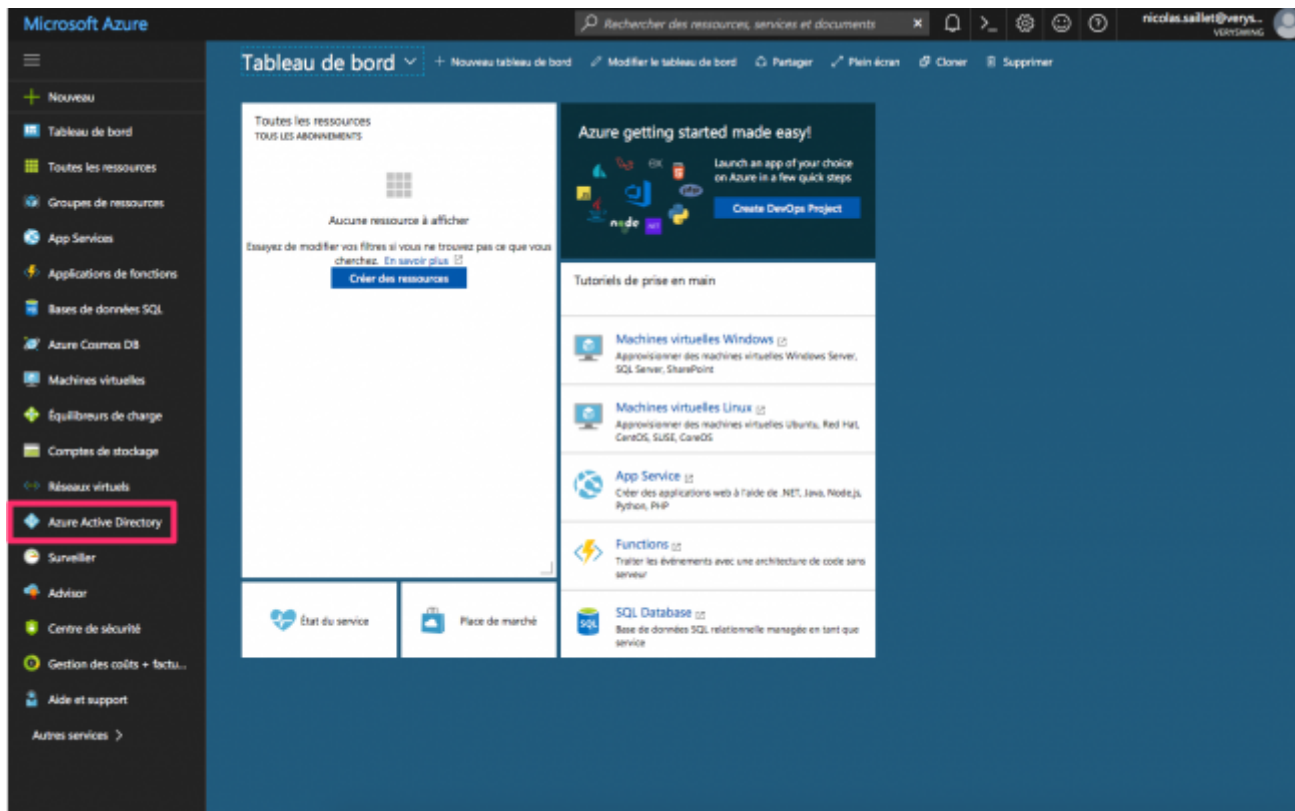 Microsoft Azure
Rechercher des ressources, services et documents
nicolas.saillet@verys...
VERYSWING
Tableau de bord
Nouveau tableau de bord
Modifier le tableau de bord
Partager
Plein écran
Cloner
Supprimer
Nouveau
Tableau de bord
Toutes les ressources
Groupes de ressources
App Services
Applications de fonctions
Bases de données SQL
Azure Cosmos DB
Machines virtuelles
Équilibreurs de charge
Comptes de stockage
Réseaux virtuels
Azure Active Directory
Surveiller
Advisor
Centre de sécurité
Gestion des coûts + factu...
Aide et support
Autres services
Toutes les ressources
TOUS LES ABONNEMENTS
Aucune ressource à afficher
Essayez de modifier vos filtres si vous ne trouvez pas ce que vous
cherchez. En savoir plus
Créer des ressources
État du service
Place de marché
Azure getting started made easy!
Launch an app of your choice
on Azure in a few quick steps
Create DevOps Project
ex
JS
php
node
.NET
Tutoriels de prise en main
Machines virtuelles Windows
Approvisionner des machines virtuelles Windows Server,
SQL Server, SharePoint
Machines virtuelles Linux
Approvisionner des machines virtuelles Ubuntu, Red Hat,
CentOS, SUSE, CoreOS
App Service
Créer des applications web à l'aide de .NET, Java, Node.js,
Python, PHP
Functions
Traiter les événements avec une architecture de code sans
serveur
SQL
SQL Database
Base de données SQL relationnelle managée en tant que
service